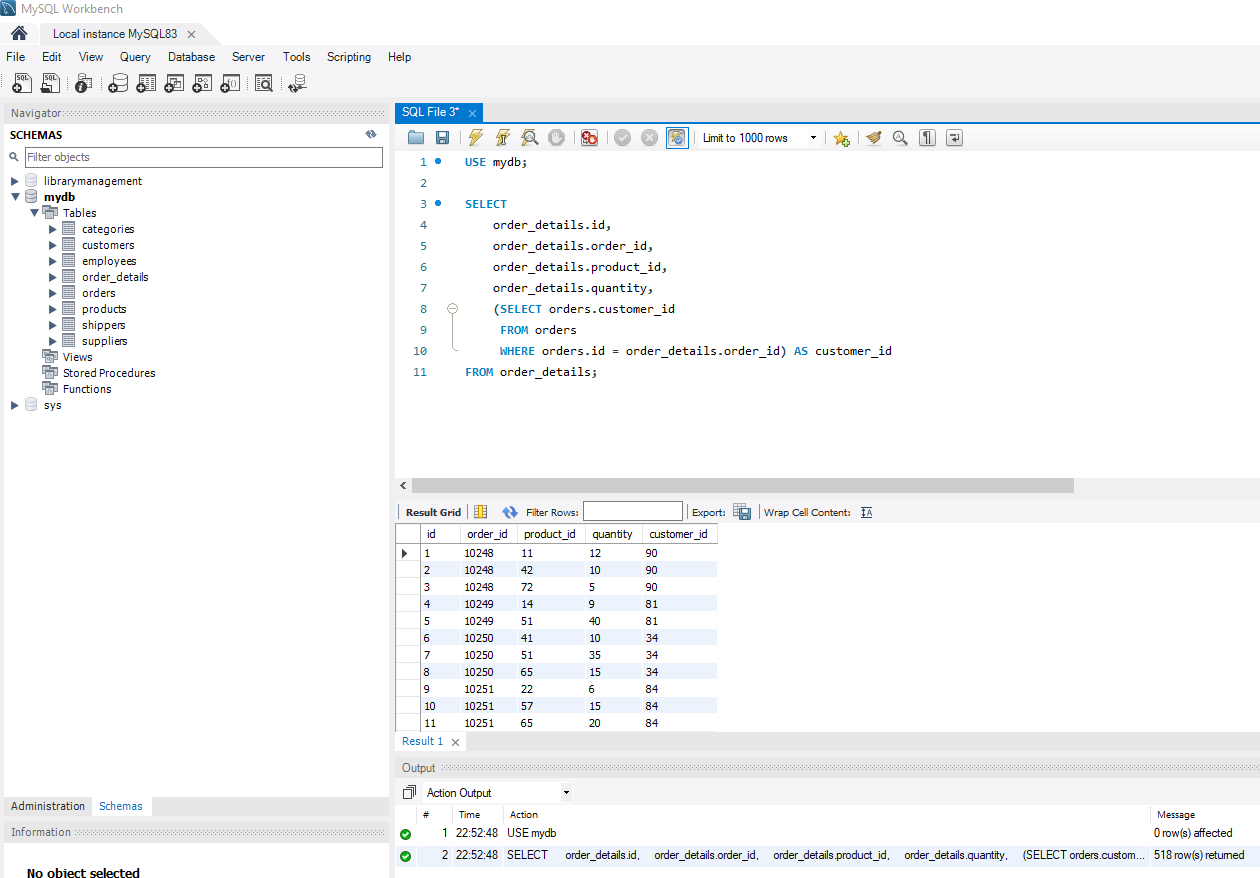 MySQL Workbench
Local instance MySQL83
File Edit View Query Database Server Tools Scripting Help
Navigator
SCHEMAS
Filter objects
librarymanagement
mydb
Tables
categories
customers
employees
order_details
orders
products
shippers
suppliers
Views
Stored Procedures
Functions
sys
Administration Schemas
Information
No object selected
SQL File 3*
Limit to 1000 rows
1 USE mydb;
2
3 SELECT
4 order_details.id,
5 order_details.order_id,
6 order_details.product_id,
7 order_details.quantity,
8 (SELECT orders.customer_id
9 FROM orders
10 WHERE orders.id = order_details.order_id) AS customer_id
11 FROM order_details;
Result Grid Filter Rows: Export: Wrap Cell Content:
id order_id product_id quantity customer_id
1 10248 11 12 90
2 10248 42 10 90
3 10248 72 5 90
4 10249 14 9 81
5 10249 51 40 81
6 10250 41 10 34
7 10250 51 35 34
8 10250 65 15 34
9 10251 22 6 84
10 10251 57 15 84
11 10251 65 20 84
Result 1
Output
Action Output
# Time Action Message
1 22:52:48 USE mydb 0 row(s) affected
2 22:52:48 SELECT order_details.id, order_details.order_id, order_details.product_id, order_details.quantity, (SELECT orders.custom... 518 row(s) returned